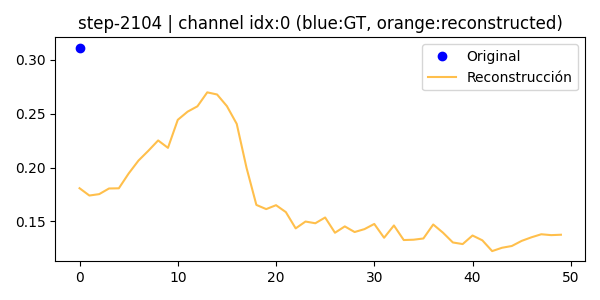 step-2104 | channel idx:0 (blue:GT, orange:reconstructed)
Original
Reconstrucción
0.30
0.25
0.20
0.15
0 10 20 30 40 50